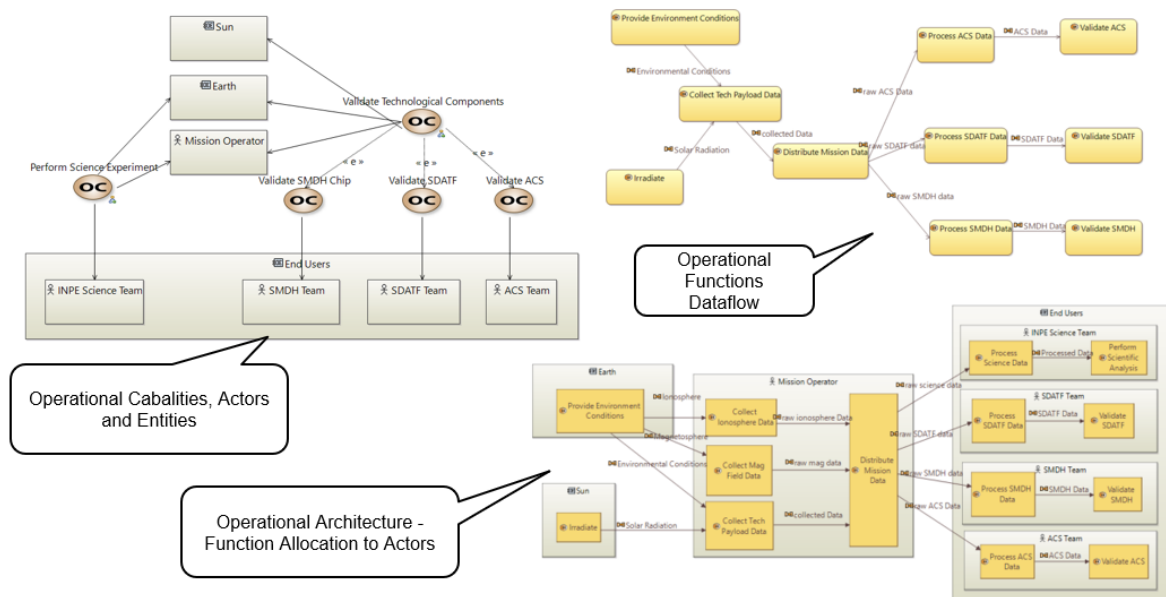 Sun
Earth
Validate Technological Components
OC
Mission Operator
Perform Science Experiment
OC
« e »
« e »
« e »
Validate SMDH Chip
Validate SDATF
Validate ACS
OC
OC
OC
End Users
INPE Science Team
SMDH Team
SDATF Team
ACS Team
Operational Cabalities, Actors
and Entities
Provide Environment Conditions
Process ACS Data
ACS Data
Validate ACS
Environmental Conditions
Collect Tech Payload Data
raw ACS Data
collected Data
Distribute Mission Data
raw SDATF data
Process SDATF Data
SDATF Data
Validate SDATF
Solar Radiation
Irradiate
raw SMDH data
Process SMDH Data
SMDH Data
Validate SMDH
Operational
Functions
Dataflow
Earth
Provide Environment
Conditions
Ionosphere
Magnetosphere
Environmental Conditions
Sun
Irradiate
Solar Radiation
Mission Operator
Collect
Ionosphere Data
raw ionosphere Data
Collect Mag
Field Data
raw mag data
Collect Tech
Payload Data
collected Data
Distribute
Mission
Data
raw science data
raw SDATF data
raw SMDH data
raw ACS Data
End Users
INPE Science Team
Process
Science Data
Processed Data
Perform
Scientific
Analysis
SDATF Team
Process
SDATF Data
SDATF Data
Validate
SDATF
SMDH Team
Process SMDH
Data
SMDH Data
Validate
SMDH
ACS Team
Process ACS
Data
ACS Data
Validate ACS
Operational Architecture -
Function Allocation to Actors